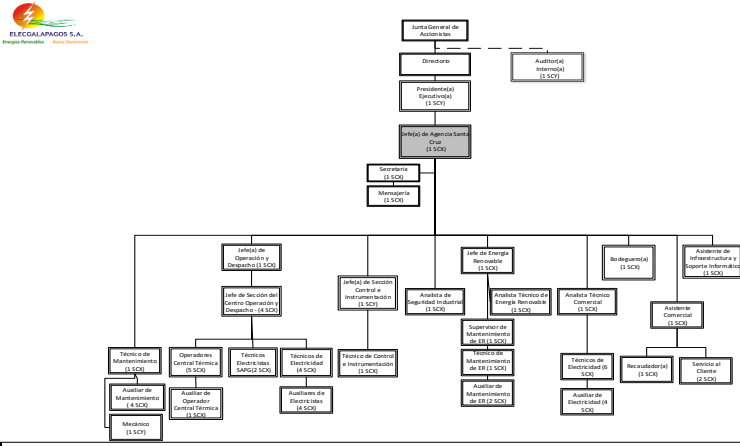 ELECGALAPAGOS S.A.
Energías Renovables Nueva Generación
Junta General de
Accionistas
Directorio
Auditor(a)
Interno(a)
(1 SCY)
Presidente(a)
Ejecutivo(a)
(1 SCY)
Jefe(a) de Agencia Santa
Cruz
(1 SCX)
Secretaria
(1 SCX)
Mensajería
(1 SCX)
Jefe(a) de
Operación y
Despacho (1 SCX)
Jefe de Energía
Renovable
(1 SCX)
Bodeguero(a)
(1 SCX)
Asistente de
Infraestructura y
Soporte Informático
(1 SCX)
Jefe de Sección del
Centro Operación y
Despacho - (4 SCX)
Jefe(a) de Sección
Control e
Instrumentación
(1 SCY)
Analista de
Seguridad Industrial
(1 SCX)
Analista Técnico de
Energía Renovable
(1 SCX)
Analista Técnico
Comercial
(1 SCX)
Asistente
Comercial
(1 SCX)
Supervisor de
Mantenimiento
de ER (1 SCX)
Técnico de
Mantenimiento
(1 SCX)
Operadores
Central Térmica
(5 SCX)
Técnicos
Electricistas
SAPG(2 SCX)
Técnicos de
Electricidad
(4 SCX)
Técnico de Control
e Instrumentación
(1 SCX)
Técnico de
Mantenimiento
de ER (1 SCX)
Técnicos de
Electricidad (6
SCX)
Recaudador(a)
(1 SCX)
Servicio al
Cliente
(2 SCX)
Auxiliar de
Mantenimiento
( 4 SCX)
Auxiliar de
Operador
Central Térmica
(1 SCX)
Auxiliares de
Electricistas
(4 SCX)
Auxiliar de
Mantenimiento
de ER (2 SCX)
Auxiliar de
Electricidad (4
SCX)
Mecánico
(1 SCY)